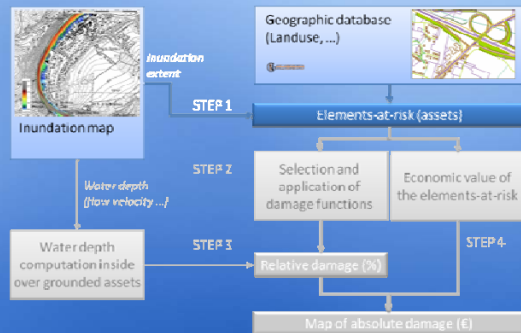 Geographic database
(Landuse, ...)
Inundation
extent
STEP 1
Elements-at-risk (assets)
Inundation map
STEP 2
Selection and
application of
damage functions
Economic value
of the elements-at-risk
Water depth
(flow velocity ...)
STEP 3
STEP 4
Water depth
computation inside
over grounded assets
Relative damage (%)
Map of absolute damage (€)